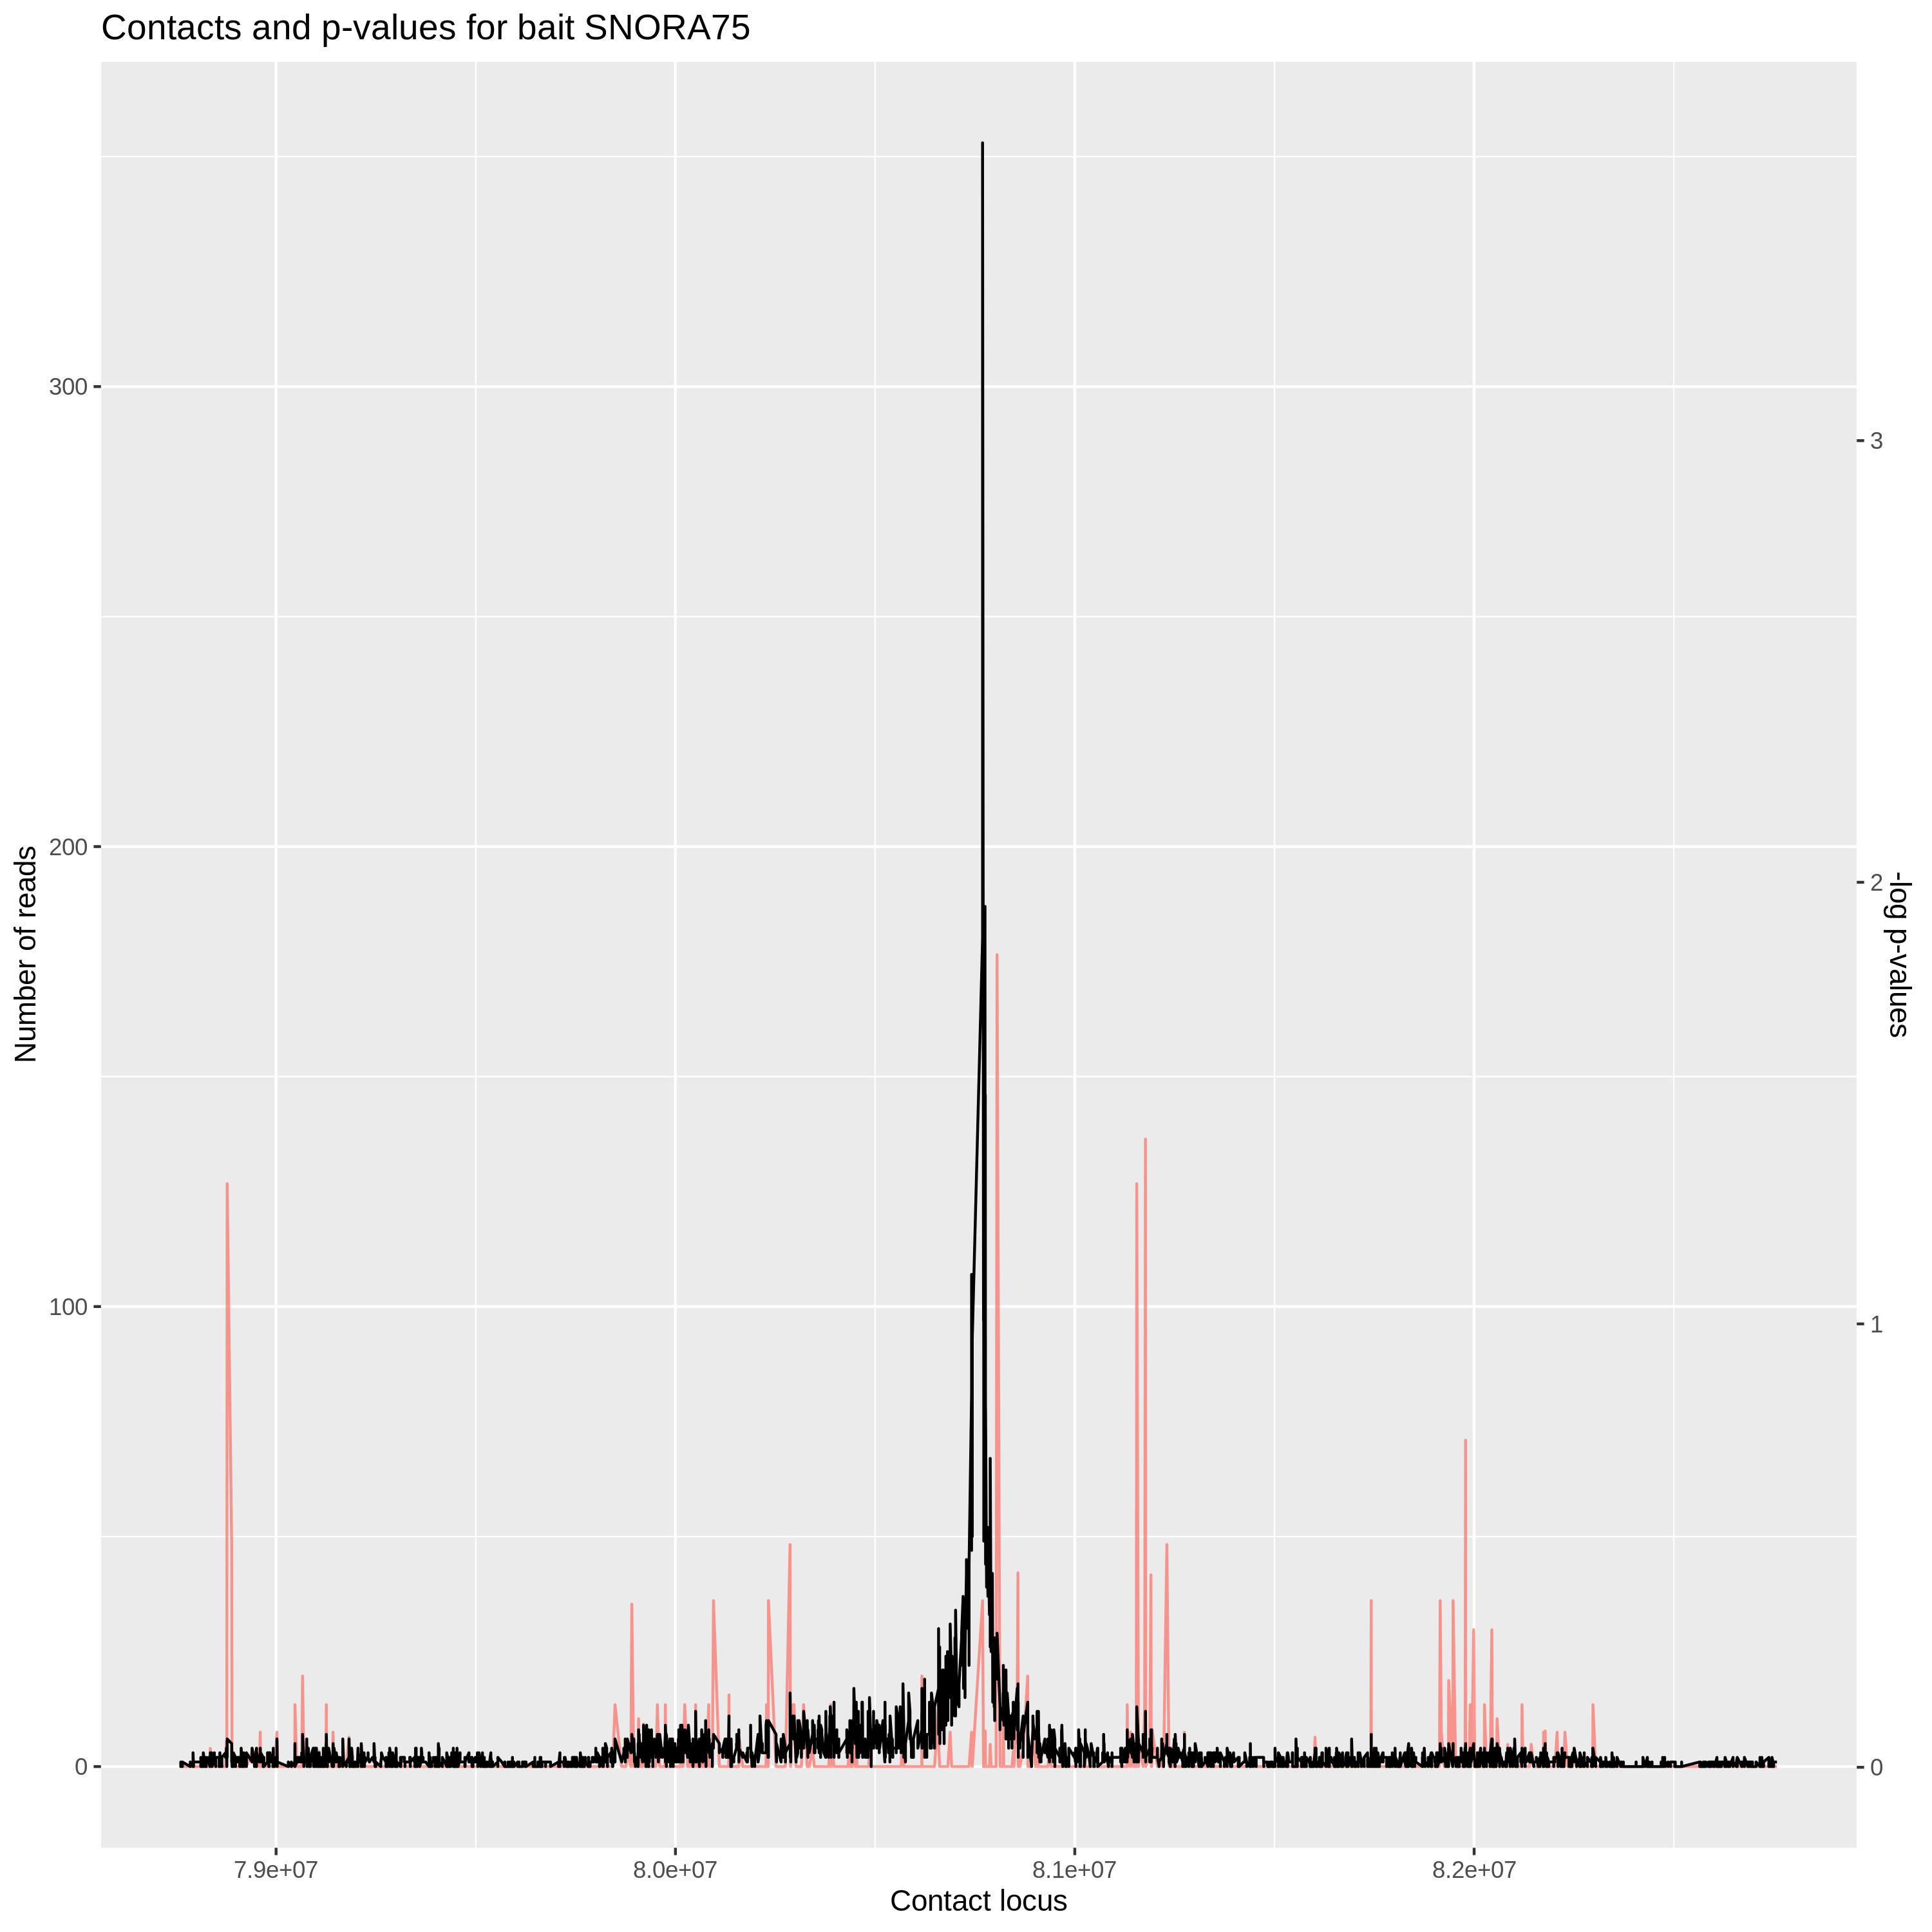 Contacts and p-values for bait SNORA75
Number of reads
300
200
100
0
3
2
1
0
-log p-values
7.9e+07 8.0e+07 8.1e+07 8.2e+07
Contact locus